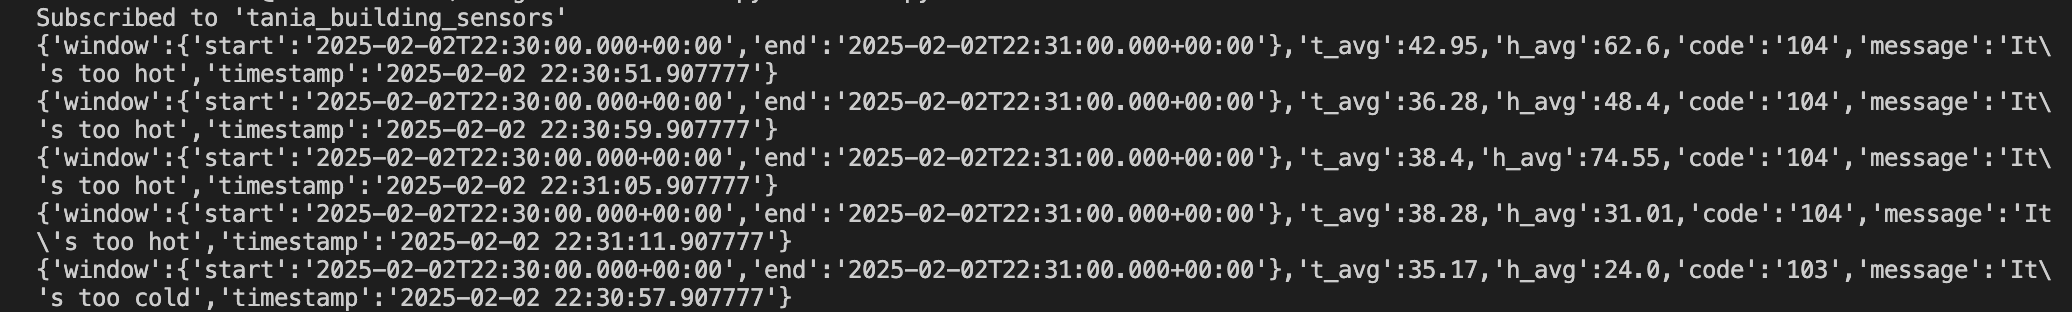 Subscribed to 'tania_building_sensors'
{'window':{'start':'2025-02-02T22:30:00.000+00:00','end':'2025-02-02T22:31:00.000+00:00'},'t_avg':42.95,'h_avg':62.6,'code':'104','message':'It\
's too hot','timestamp':'2025-02-02 22:30:51.907777'}
{'window':{'start':'2025-02-02T22:30:00.000+00:00','end':'2025-02-02T22:31:00.000+00:00'},'t_avg':36.28,'h_avg':48.4,'code':'104','message':'It\
's too hot','timestamp':'2025-02-02 22:30:59.907777'}
{'window':{'start':'2025-02-02T22:30:00.000+00:00','end':'2025-02-02T22:31:00.000+00:00'},'t_avg':38.4,'h_avg':74.55,'code':'104','message':'It\
's too hot','timestamp':'2025-02-02 22:31:05.907777'}
{'window':{'start':'2025-02-02T22:30:00.000+00:00','end':'2025-02-02T22:31:00.000+00:00'},'t_avg':38.28,'h_avg':31.01,'code':'104','message':'It
\'s too hot','timestamp':'2025-02-02 22:31:11.907777'}
{'window':{'start':'2025-02-02T22:30:00.000+00:00','end':'2025-02-02T22:31:00.000+00:00'},'t_avg':35.17,'h_avg':24.0,'code':'103','message':'It\
's too cold','timestamp':'2025-02-02 22:30:57.907777'}